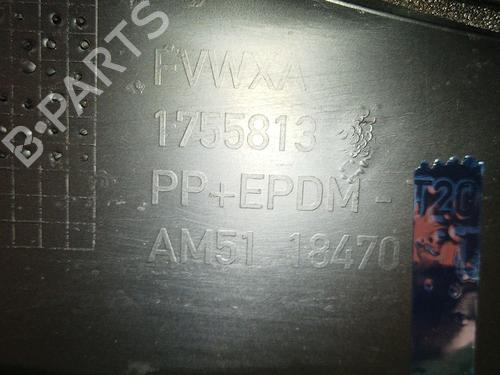 FVWXA
1755813
PP+EPDM-
AM51 18470
B-PARTS
T20